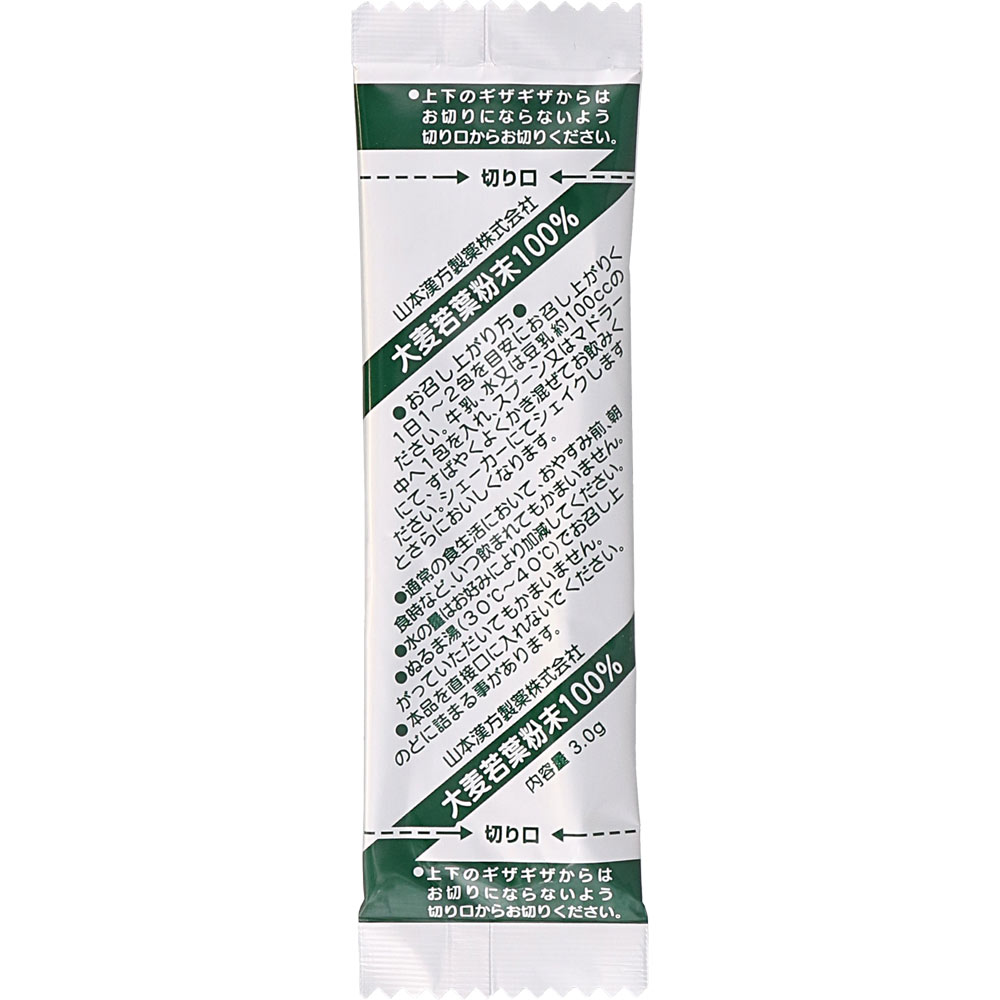 ●上下のギザギザからは
お切りにならないよう
切り口からお切りください。
切り口
山本漢方製薬株式会社
大麦若葉粉末100%
●お召し上がり方●
1日1～2包を目安にお召し上がりく
ださい。牛乳、水又は豆乳約100ccの
中へ1包を入れ、スプーン又はマドラー
にて、すばやくよくかき混ぜてお飲みく
ださい。シェーカーにてシェイクします
とさらにおいしくなります。
●通常の食生活において、おやすみ前、朝
食時など、いつ飲まれてもかまいません。
●水の量はお好みにより加減してください。
●ぬるま湯(30℃～40℃)でお召し上
がっていただいてもかまいません。
●本品を直接口に入れないでください。
のどに詰まる事があります。
山本漢方製薬株式会社
大麦若葉粉末100%
内容量 3.0g
切り口
●上下のギザギザからは
お切りにならないよう
切り口からお切りください。